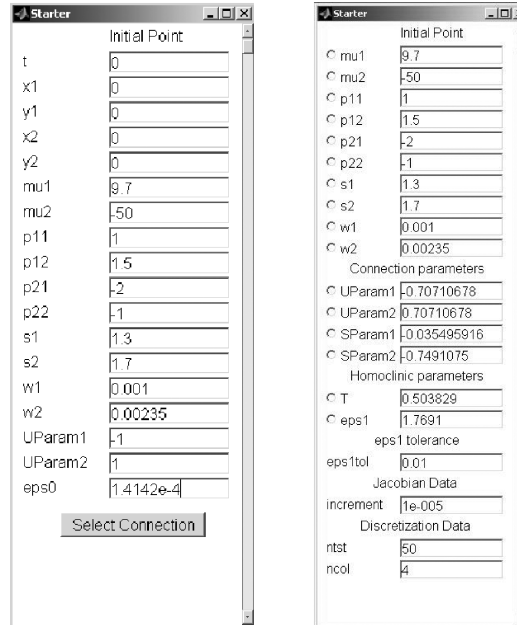 Starter
Initial Point
t 0
x1 0
y1 0
x2 0
y2 0
mu1 9.7
mu2 -50
p11 1
p12 1.5
p21 -2
p22 -1
s1 1.3
s2 1.7
w1 0.001
w2 0.00235
UParam1 -1
UParam2 1
eps0 1.4142e-4
Select Connection
Starter
Initial Point
mu1 9.7
mu2 -50
p11 1
p12 1.5
p21 -2
p22 -1
s1 1.3
s2 1.7
w1 0.001
w2 0.00235
Connection parameters
UParam1 -0.70710678
UParam2 0.70710678
SParam1 -0.035495916
SParam2 -0.7491075
Homoclinic parameters
T 0.503829
eps1 1.7691
eps1 tolerance
eps1tol 0.01
Jacobian Data
increment 1e-005
Discretization Data
ntst 50
ncol 4